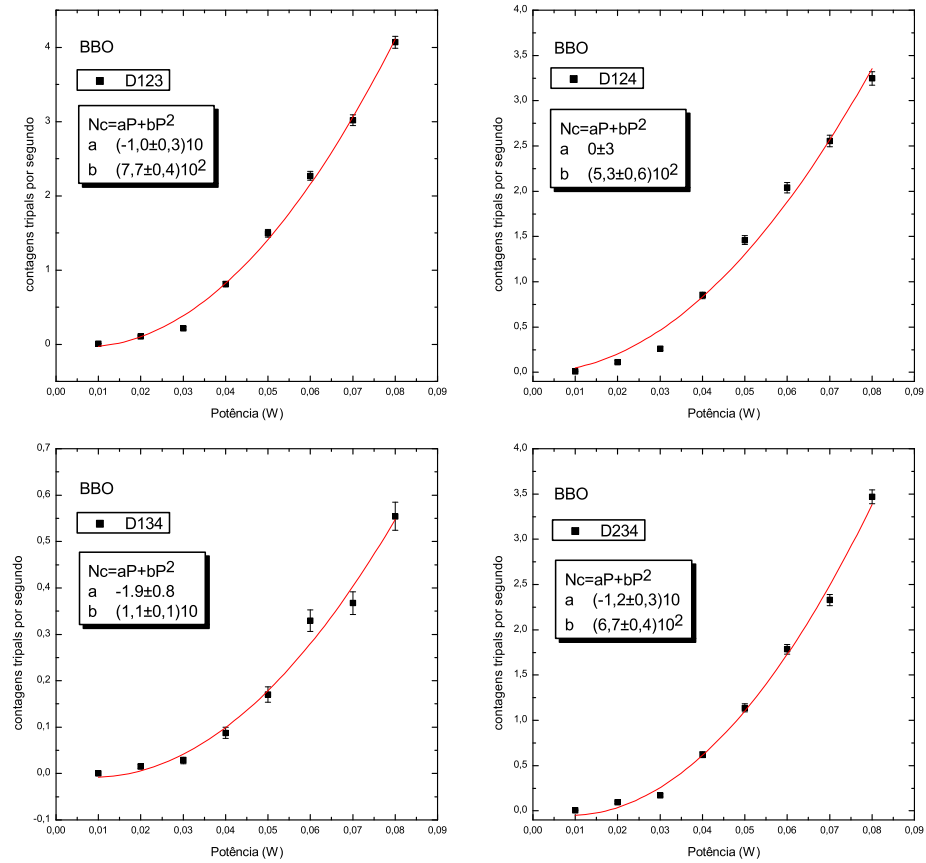 4
3
2
1
0
contagens tripals por segundo
BBO
D123
Nc=aP+bP²
a (-1,0±0,3)10
b (7,7±0,4)10²
0,00 0,01 0,02 0,03 0,04 0,05 0,06 0,07 0,08 0,09
Potência (W)
4,0
3,5
3,0
2,5
2,0
1,5
1,0
0,5
0,0
contagens tripals por segundo
BBO
D124
Nc=aP+bP²
a 0±3
b (5,3±0,6)10²
0,00 0,01 0,02 0,03 0,04 0,05 0,06 0,07 0,08 0,09
Potência (W)
0,7
0,6
0,5
0,4
0,3
0,2
0,1
0,0
-0,1
contagens tripals por segundo
BBO
D134
Nc=aP+bP²
a -1.9±0.8
b (1,1±0,1)10
0,00 0,01 0,02 0,03 0,04 0,05 0,06 0,07 0,08 0,09
Potência (W)
4,0
3,5
3,0
2,5
2,0
1,5
1,0
0,5
0,0
contagens tripals por segundo
BBO
D234
Nc=aP+bP²
a (-1,2±0,3)10
b (6,7±0,4)10²
0,00 0,01 0,02 0,03 0,04 0,05 0,06 0,07 0,08 0,09
Potência (W)